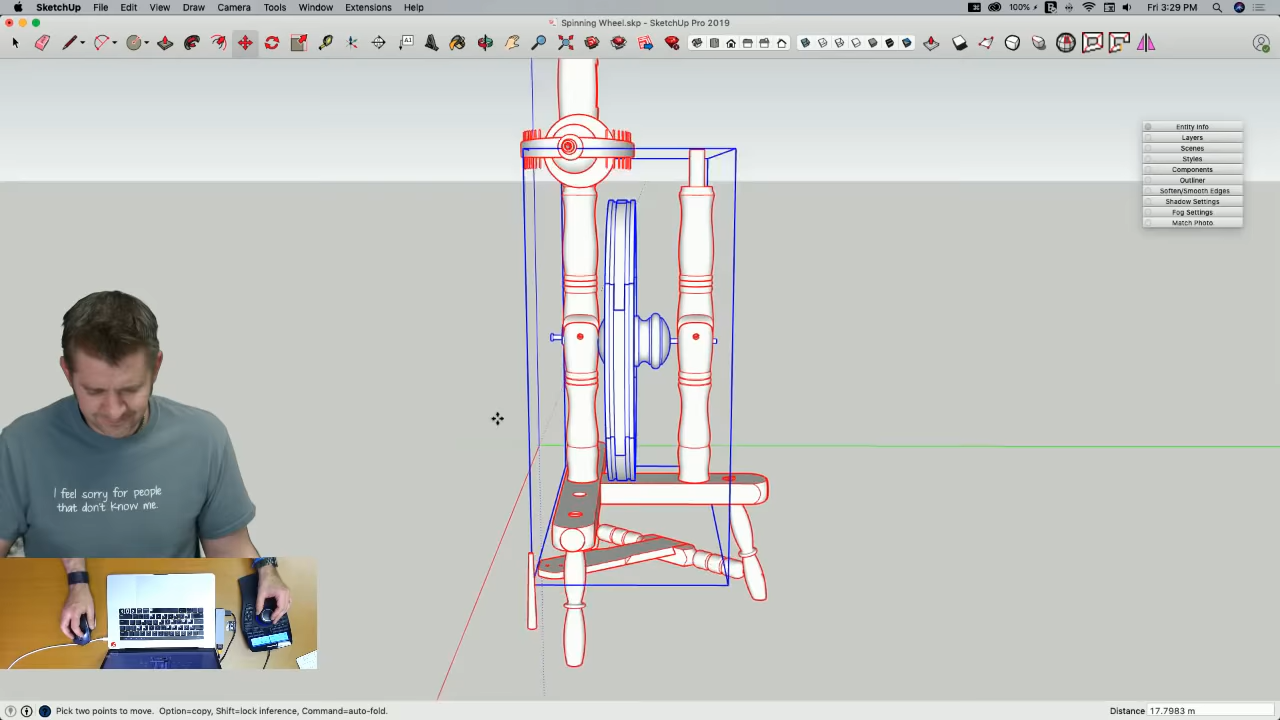 SketchUp File Edit View Draw Camera Tools Window Extensions Help 100% Fri 3:29 PM
Spinning Wheel.skp - SketchUp Pro 2019
Entity Info
Layers
Scenes
Styles
Components
Outliner
Soften/Smooth Edges
Shadow Settings
Fog Settings
Match Photo
I feel sorry for people
that don't know me.
Pick two points to move. Option=copy, Shift=lock inference, Command=auto-fold. Distance 17.7983 m